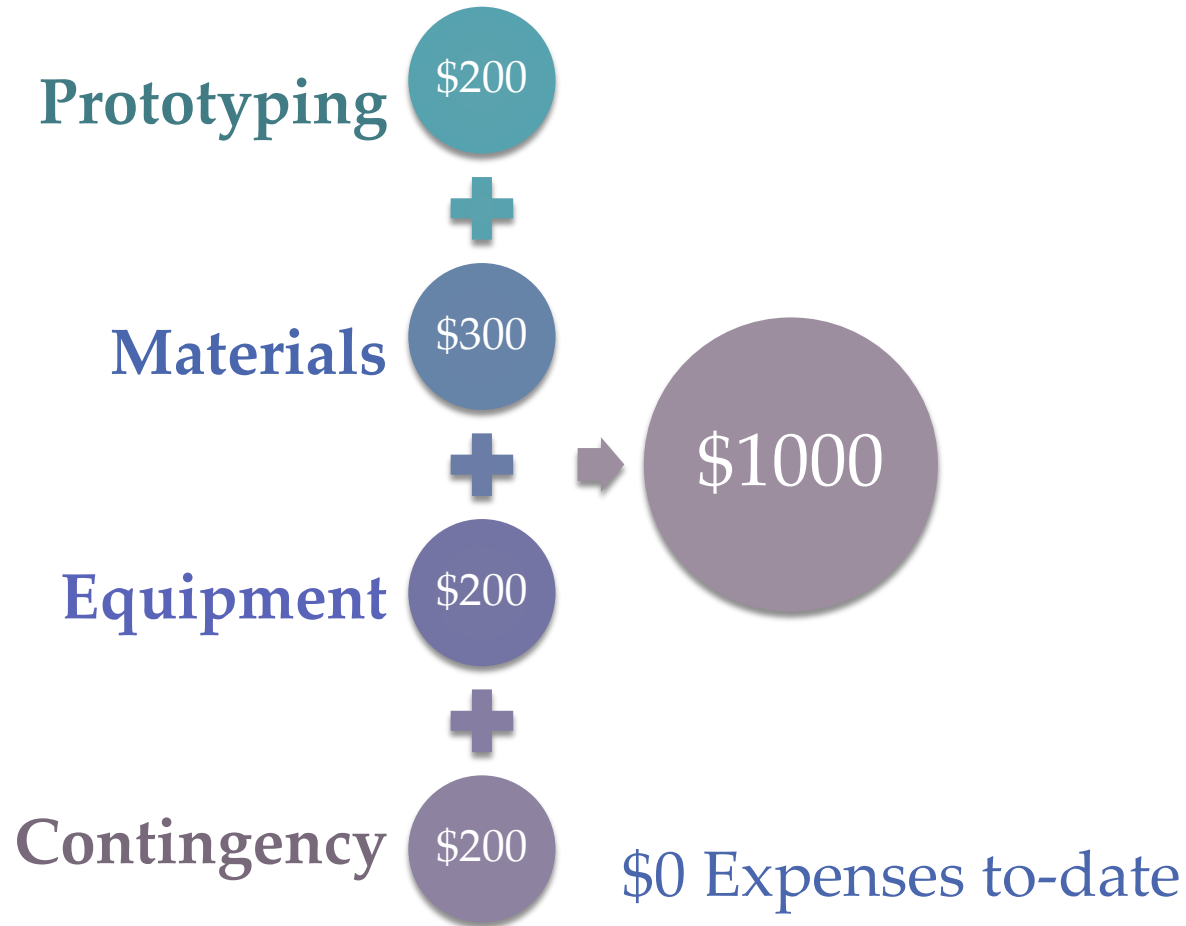 Prototyping
$200
Materials
$300
$1000
Equipment
$200
Contingency
$200
$0 Expenses to-date